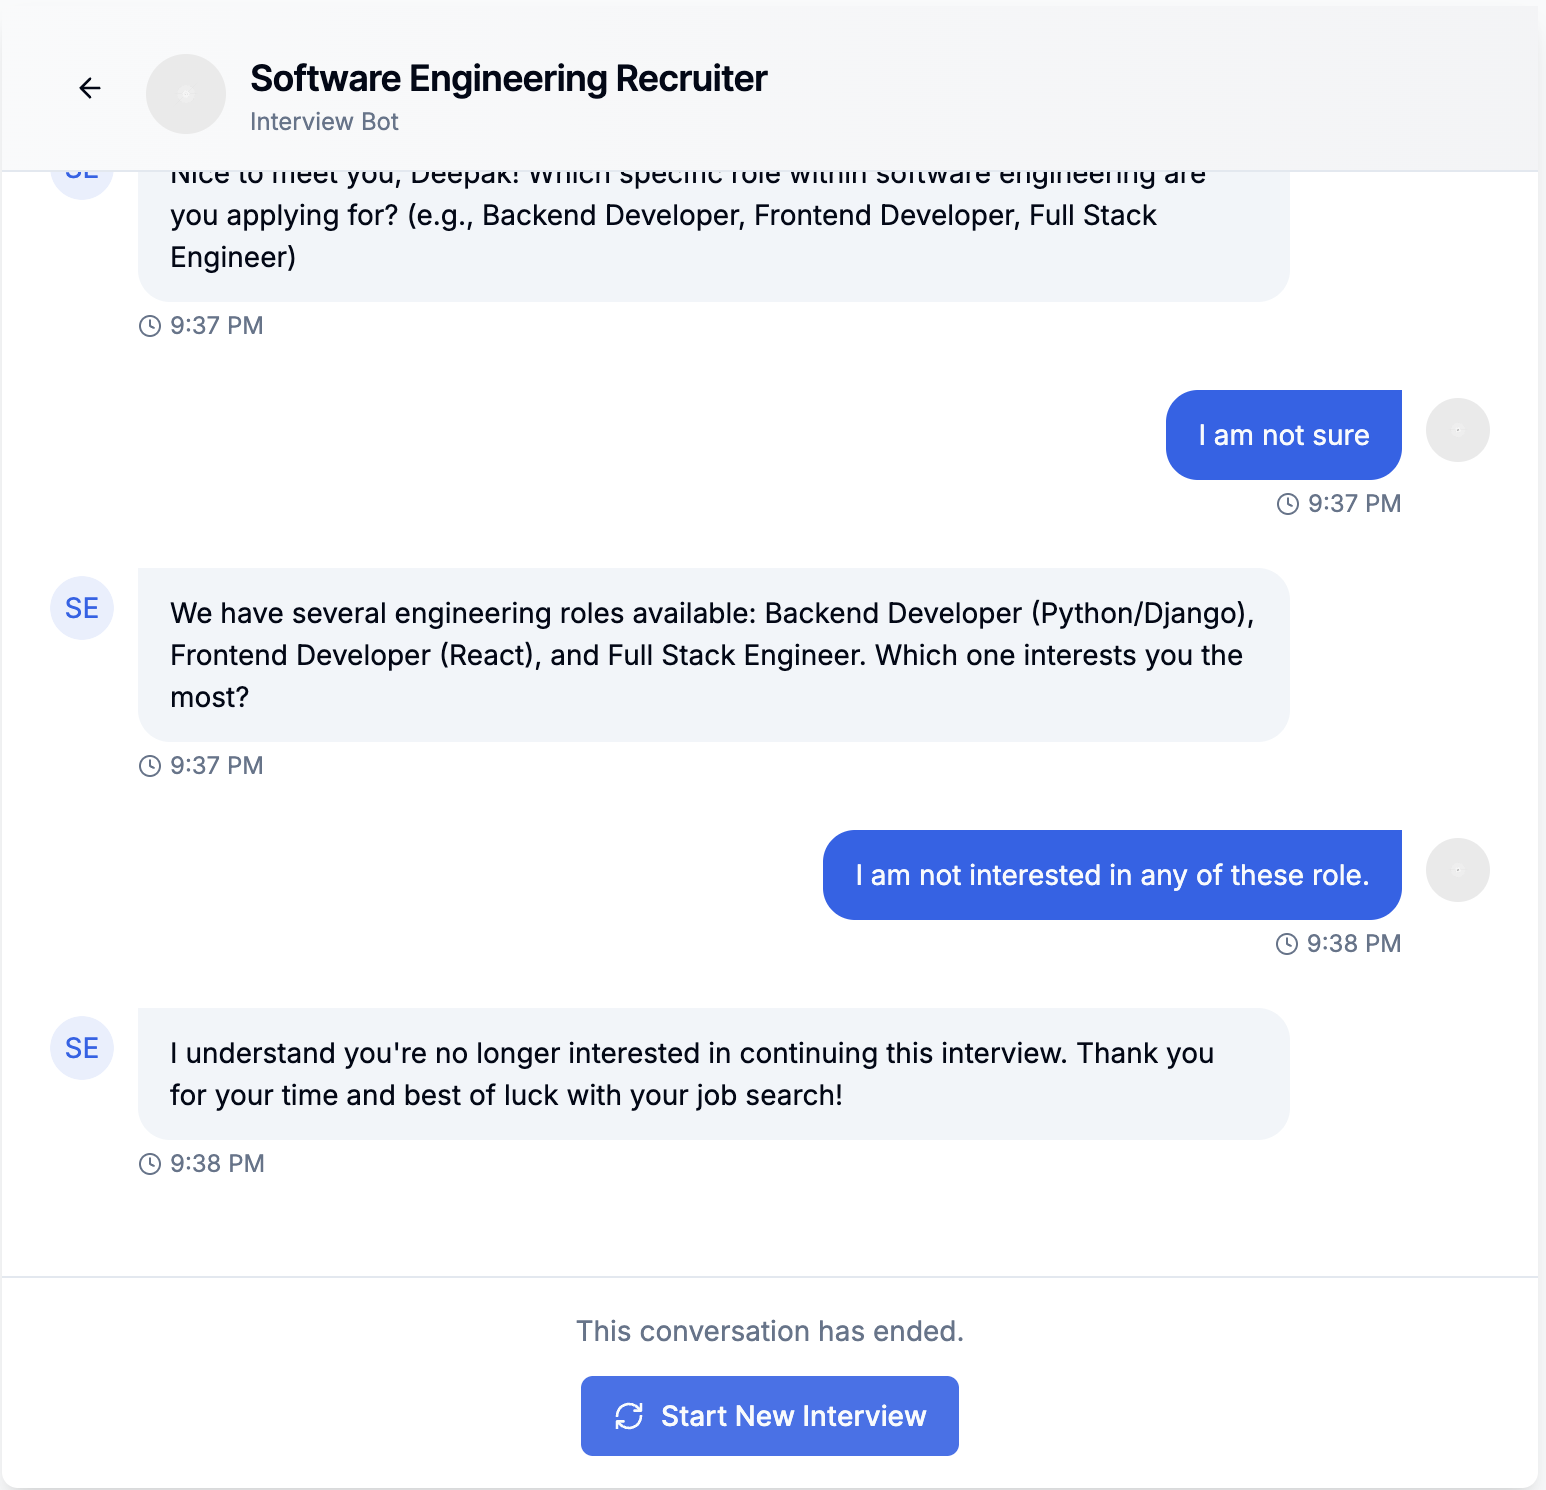 Software Engineering Recruiter
Interview Bot
SE
Nice to meet you, Deepak! Which specific role within software engineering are
you applying for? (e.g., Backend Developer, Frontend Developer, Full Stack
Engineer)
9:37 PM
I am not sure
9:37 PM
SE
We have several engineering roles available: Backend Developer (Python/Django),
Frontend Developer (React), and Full Stack Engineer. Which one interests you the
most?
9:37 PM
I am not interested in any of these role.
9:38 PM
SE
I understand you're no longer interested in continuing this interview. Thank you
for your time and best of luck with your job search!
9:38 PM
This conversation has ended.
Start New Interview